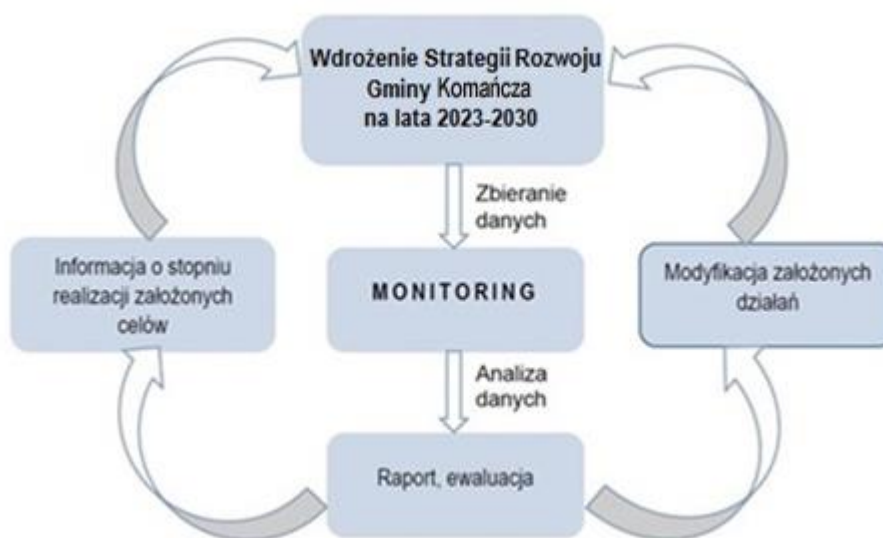 Wdrożenie Strategii Rozwoju
Gminy Komańcza
na lata 2023-2030
Zbieranie
danych
Informacja o stopniu
realizacji założonych
celów
MONITORING
Modyfikacja założonych
działań
Analiza
danych
Raport, ewaluacja